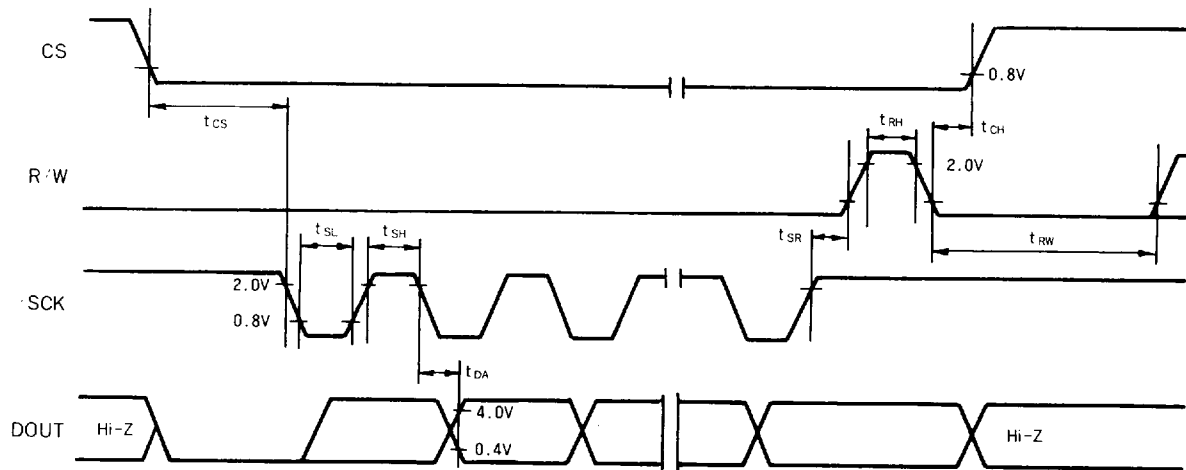 CS
0.8V
tCS
tRH
tCH
R/W
2.0V
tSL
tSH
tSR
tRW
SCK
2.0V
0.8V
tDA
DOUT
Hi-Z
4.0V
0.4V
Hi-Z